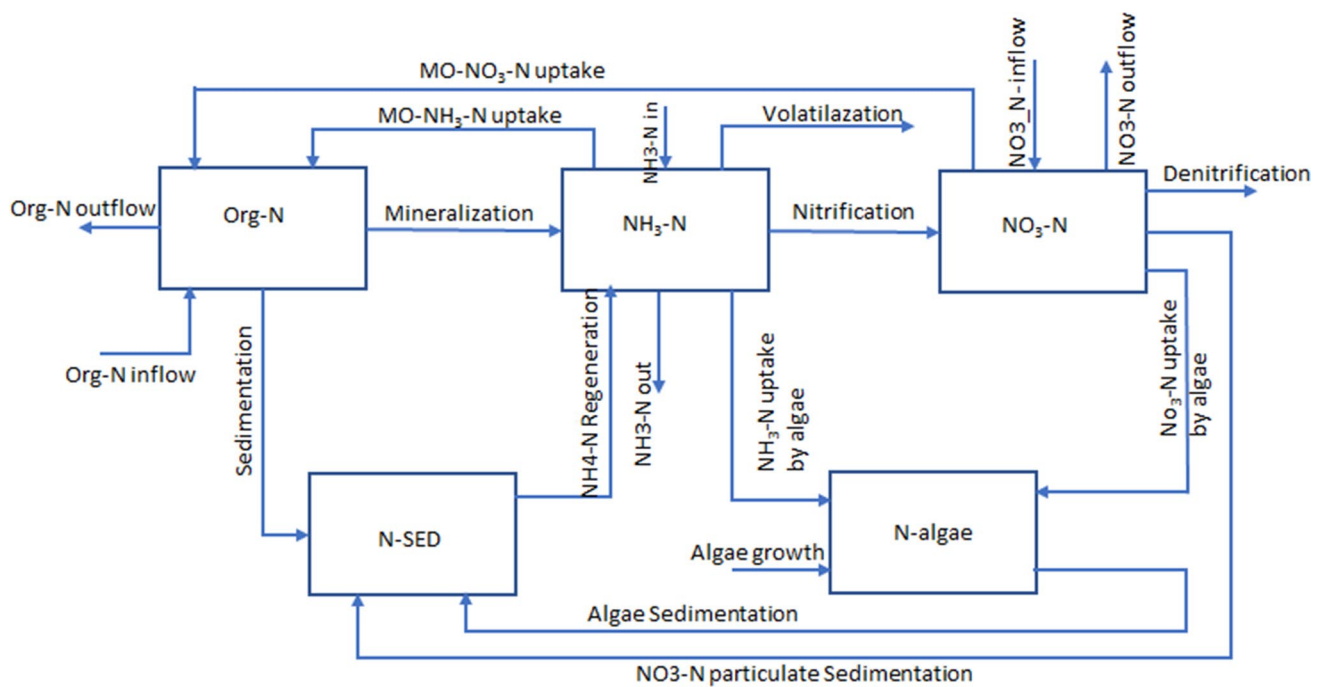 MO-NO₃-N uptake
MO-NH₃-N uptake
NH3-N in
Volatilazation
NO3_N-inflow
NO3-N outflow
Denitrification
Org-N outflow
Org-N
Mineralization
NH₃-N
Nitrification
NO₃-N
Org-N inflow
Sedimentation
NH4-N Regeneration
NH3-N out
NH₃-N uptake
by algae
No₃-N uptake
by algae
N-SED
N-algae
Algae growth
Algae Sedimentation
NO3-N particulate Sedimentation